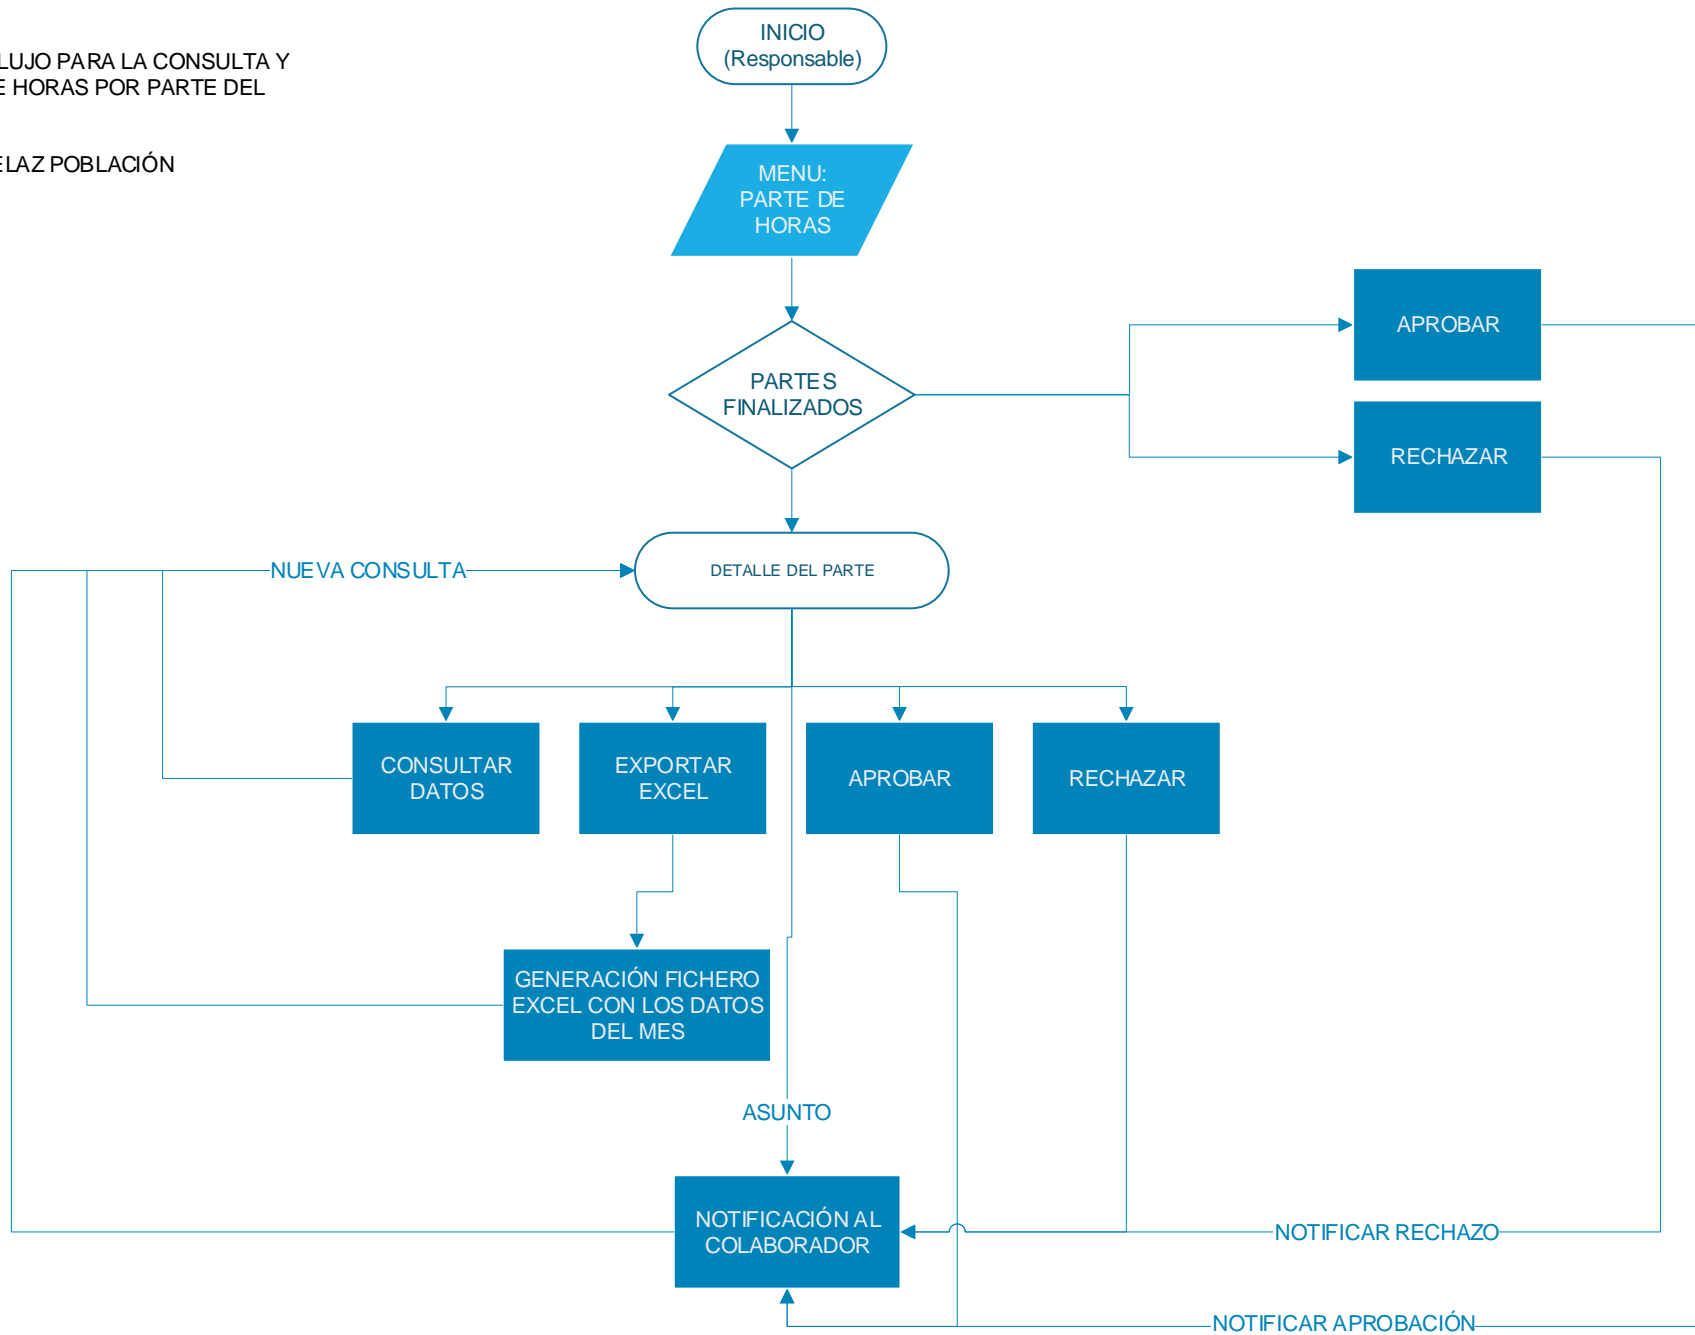 LUJO PARA LA CONSULTA Y
E HORAS POR PARTE DEL
ELAZ POBLACIÓN
INICIO
(Responsable)
MENU:
PARTE DE
HORAS
PARTES
FINALIZADOS
APROBAR
RECHAZAR
NUEVA CONSULTA
DETALLE DEL PARTE
CONSULTAR
DATOS
EXPORTAR
EXCEL
APROBAR
RECHAZAR
GENERACIÓN FICHERO
EXCEL CON LOS DATOS
DEL MES
ASUNTO
NOTIFICACIÓN AL
COLABORADOR
NOTIFICAR RECHAZO
NOTIFICAR APROBACIÓN